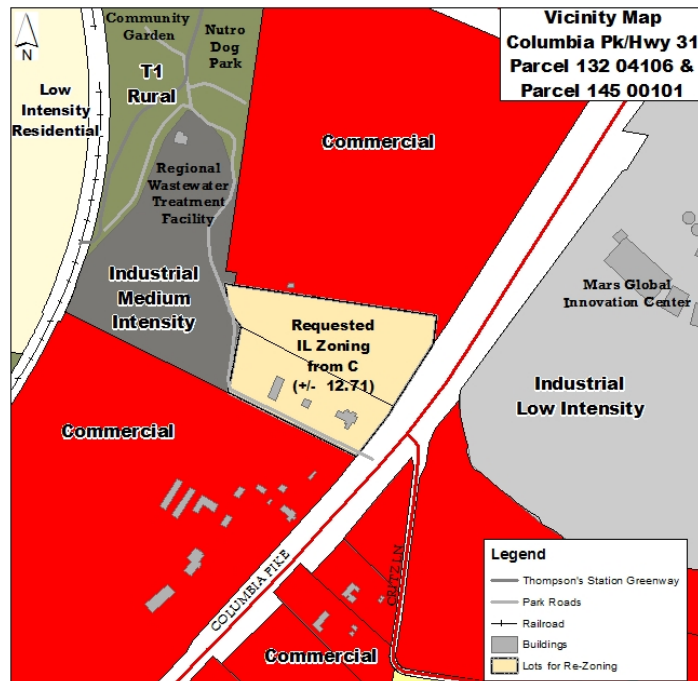 Vicinity Map
Columbia Pk/Hwy 31
Parcel 132 04106 &
Parcel 145 00101
N
Community
Garden
Nutro
Dog
Park
T1
Rural
Low
Intensity
Residential
Commercial
Regional
Wastewater
Treatment
Facility
Industrial
Medium
Intensity
Requested
IL Zoning
from C
(+/- 12.71)
Mars Global
Innovation Center
Industrial
Low Intensity
Commercial
COLUMBIA PIKE
CRITZ LN
Commercial
Legend
Thompson's Station Greenway
Park Roads
Railroad
Buildings
Lots for Re-Zoning